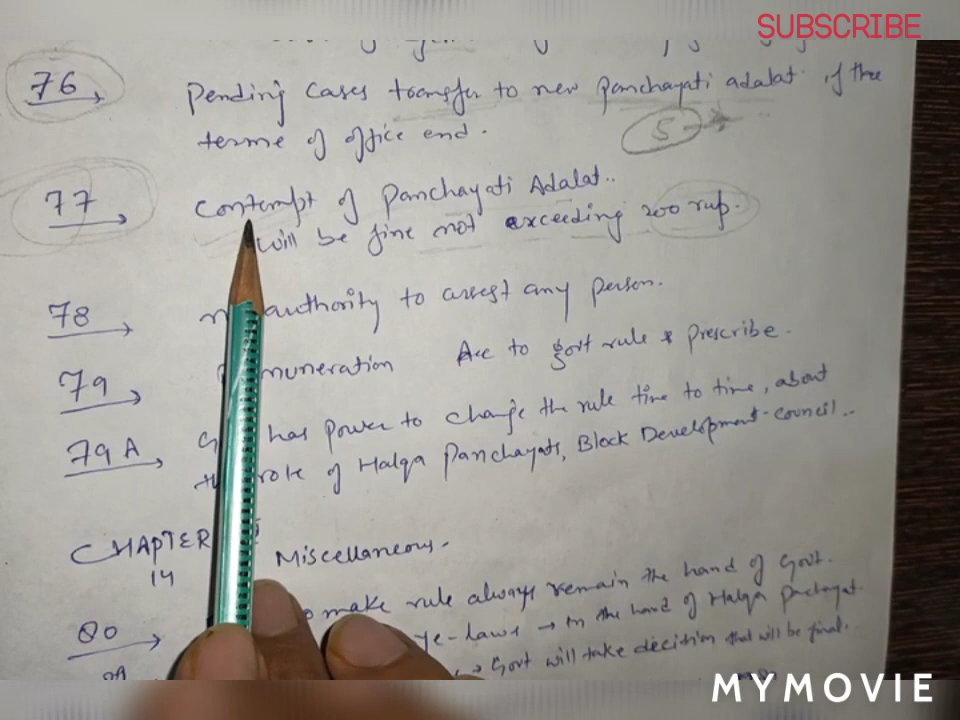 SUBSCRIBE
76 Pending cases transfer to new panchayati adalat if the
terme of office end.
5
77 Contempt of Panchayati Adalat..
will be fine not exceeding 200 rup.
78 authority to arrest any person.
79 muneration Acc to govt rule & prescribe.
79 A has power to change the rule time to time, about
role of Halqa Panchayats, Block Development-Council..
CHAPTER
14 Miscellaneous.
80 make rule always remain the hand of Govt.
ye-laws → In the hand of Halqa Pachayat.
→ Govt will take decision that will be final.
MYMOVIE